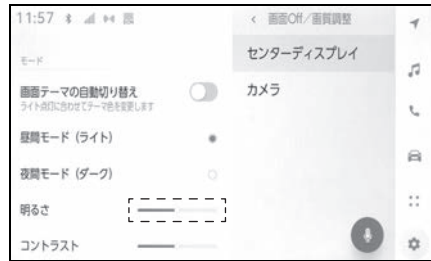 11:57
< 画面Off/画質調整
センターディスプレイ
カメラ
モード
画面テーマの自動切り替え
ライト点灯に合わせてテーマ色を変更します
昼間モード（ライト）
夜間モード（ダーク）
明るさ
コントラスト